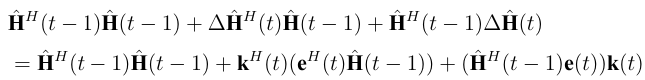 Ĥ^H(t − 1)Ĥ(t − 1) + ΔĤ^H(t)Ĥ(t − 1) + Ĥ^H(t − 1)ΔĤ(t)
= Ĥ^H(t − 1)Ĥ(t − 1) + k^H(t)(e^H(t)Ĥ(t − 1)) + (Ĥ^H(t − 1)e(t))k(t)